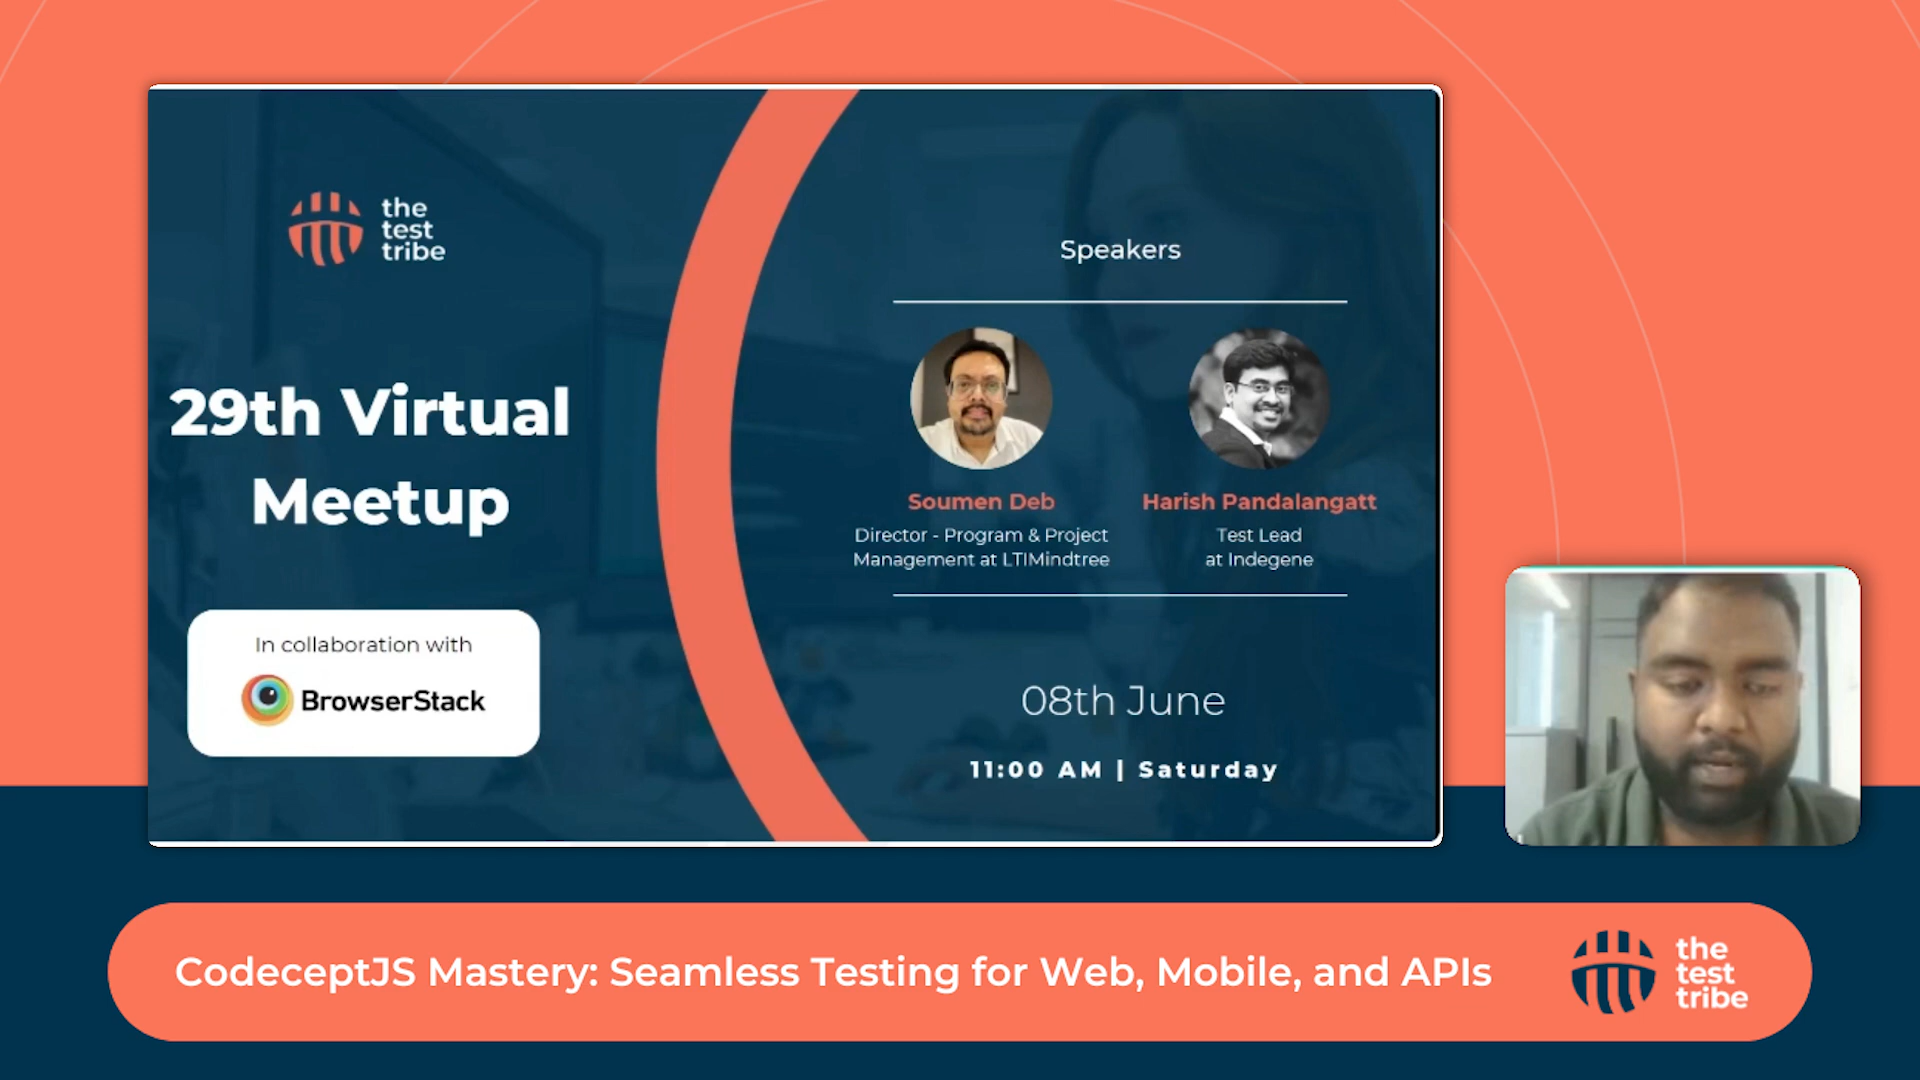 the
test
tribe
29th Virtual
Meetup
In collaboration with
BrowserStack
Speakers
Soumen Deb
Director - Program & Project
Management at LTIMindtree
Harish Pandalangatt
Test Lead
at Indegene
08th June
11:00 AM | Saturday
CodeceptJS Mastery: Seamless Testing for Web, Mobile, and APIs
the
test
tribe